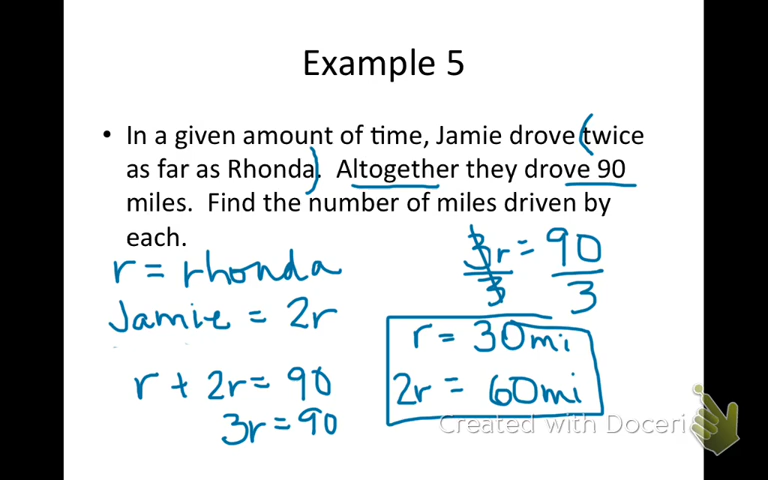 Example 5
• In a given amount of time, Jamie drove twice
as far as Rhonda. Altogether they drove 90
miles. Find the number of miles driven by
each.
r = rhonda
Jamie = 2r
r + 2r = 90
3r = 90
3r = 90
3 3
r = 30mi
2r = 60mi
Created with Doceri